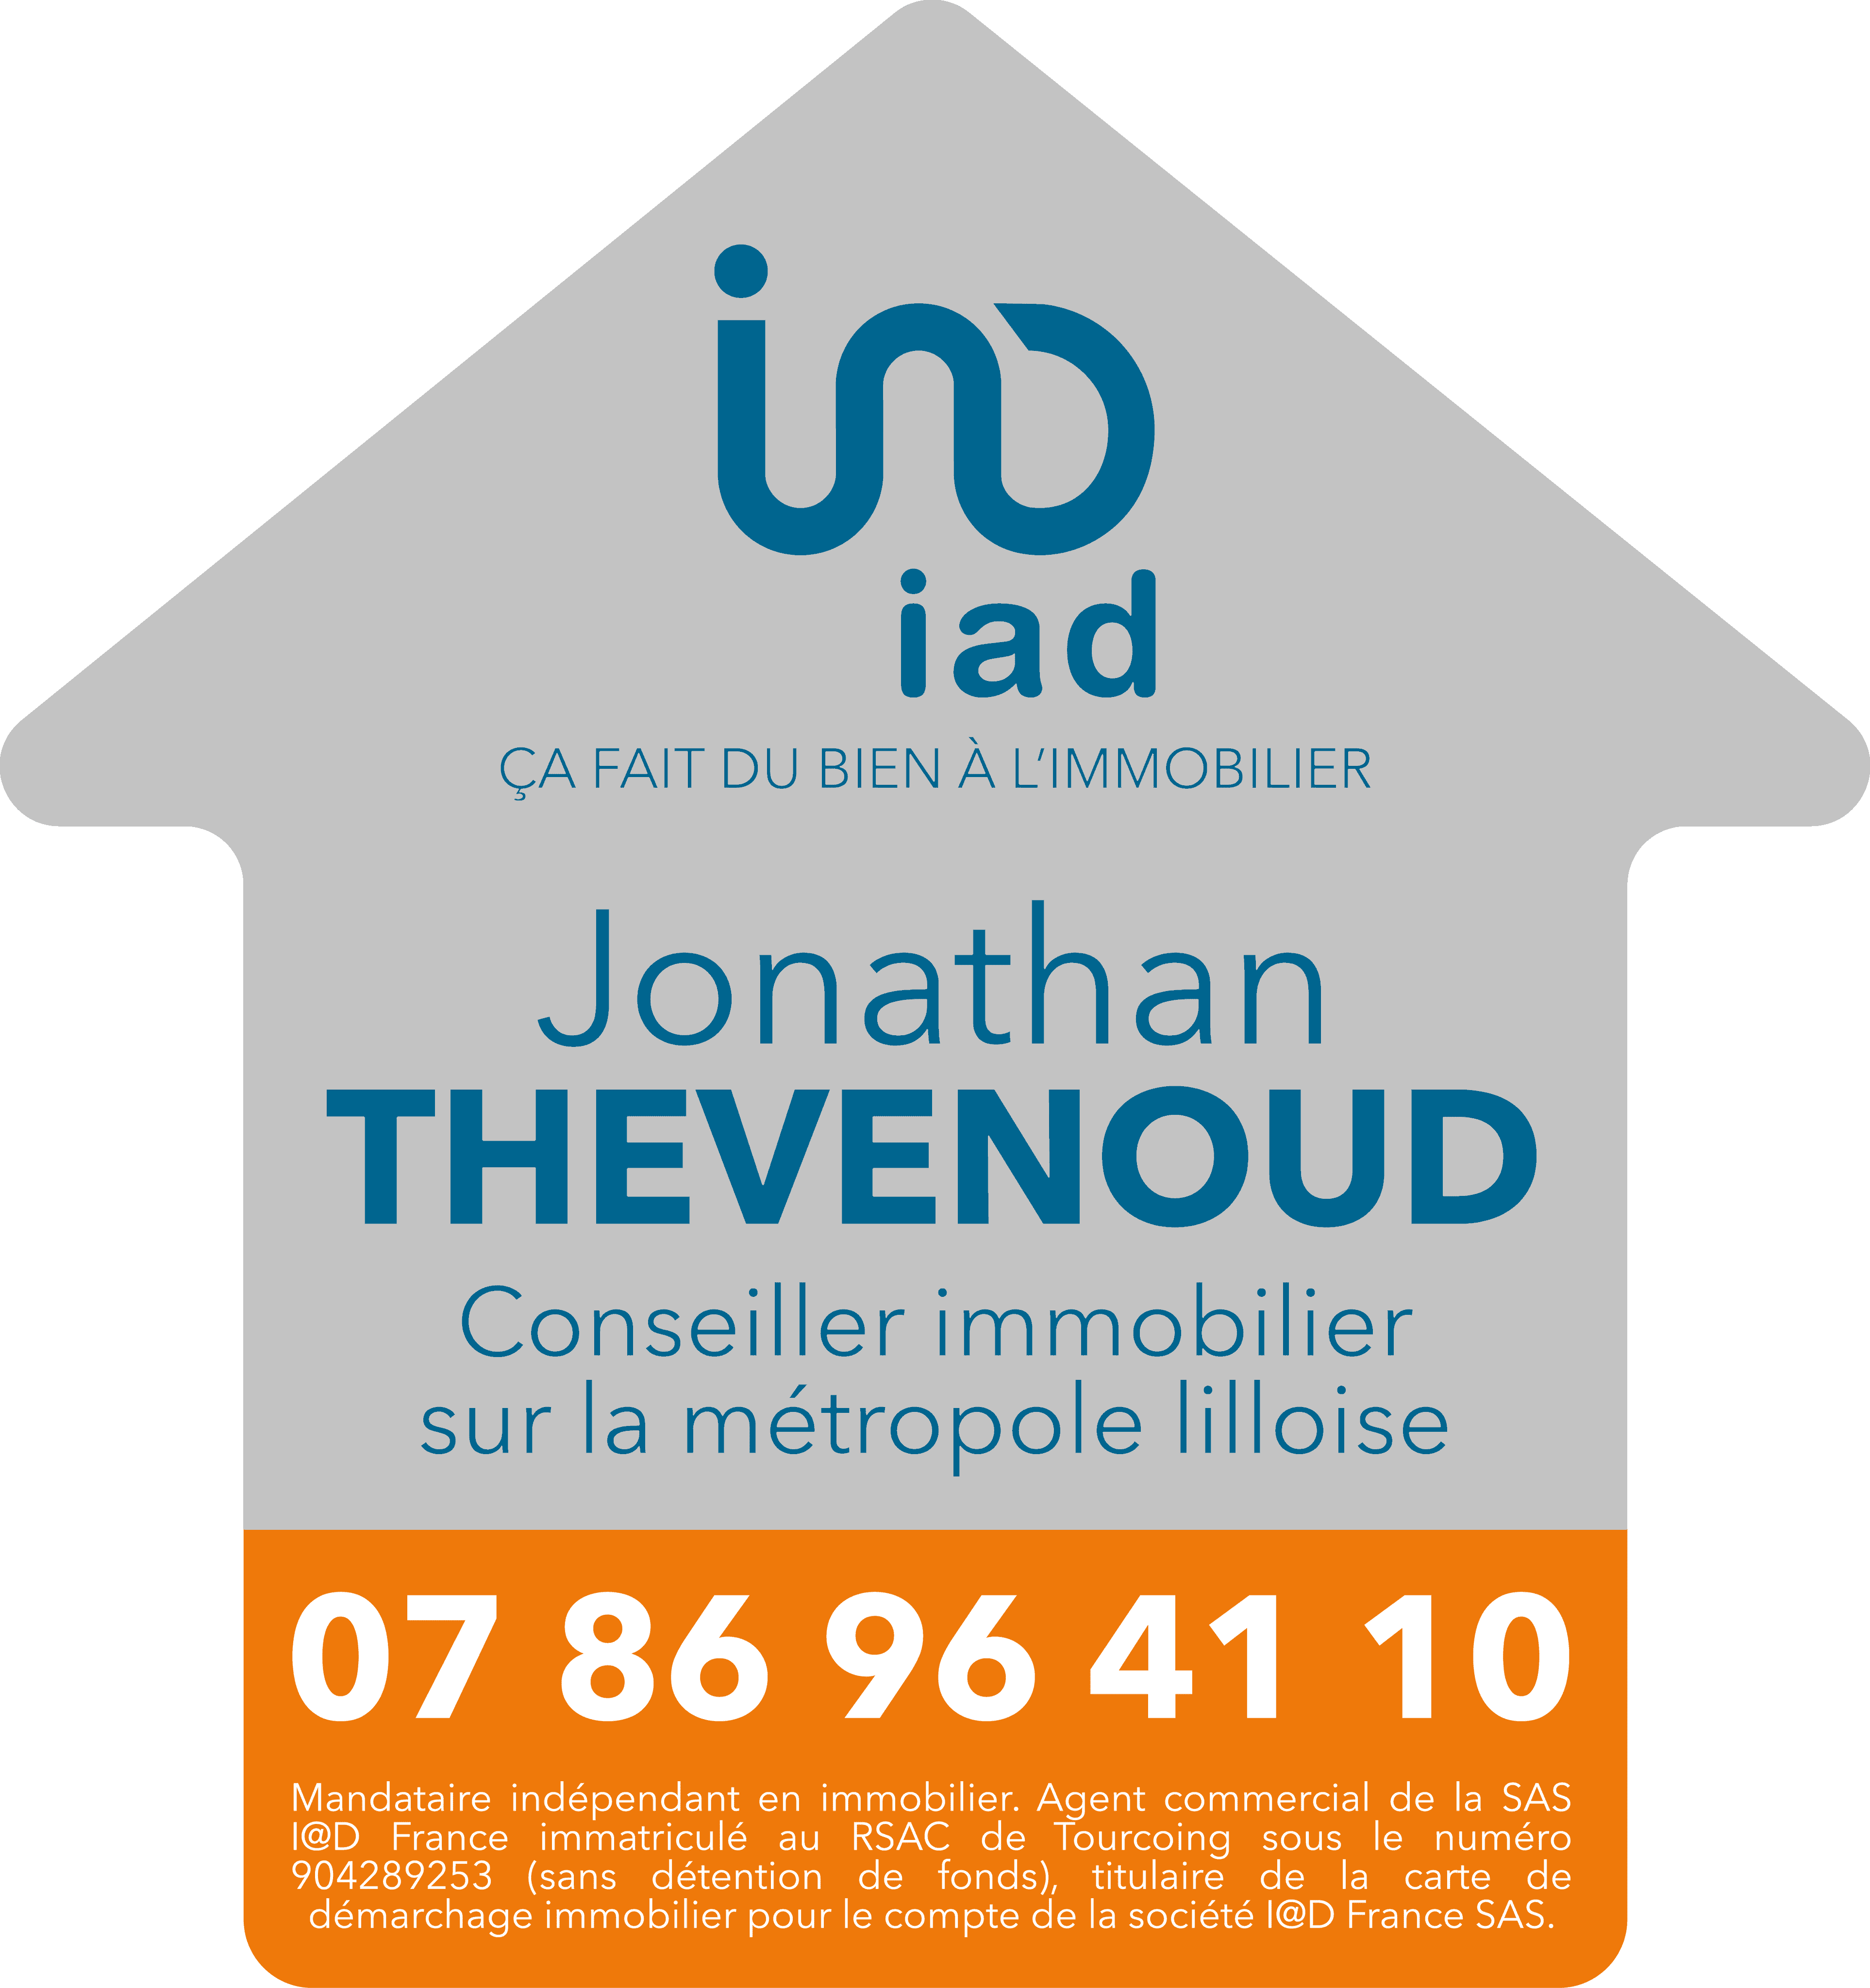 iad
ÇA FAIT DU BIEN À L'IMMOBILIER
Jonathan
THEVENOUD
Conseiller immobilier
sur la métropole lilloise
07 86 96 41 10
Mandataire indépendant en immobilier. Agent commercial de la SAS
I@D France immatriculé au RSAC de Tourcoing sous le numéro
904289253 (sans détention de fonds), titulaire de la carte de
démarchage immobilier pour le compte de la société I@D France SAS.